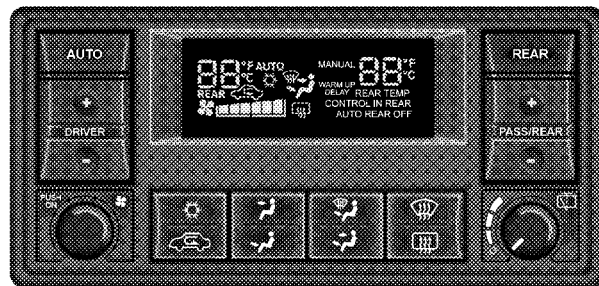 AUTO
+
DRIVER
-
PUSH
ON
88 °F AUTO
°C
REAR
MANUAL 88 °F
°C
WARM UP
DELAY REAR TEMP
CONTROL IN REAR
AUTO REAR OFF
REAR
+
PASS/REAR
-